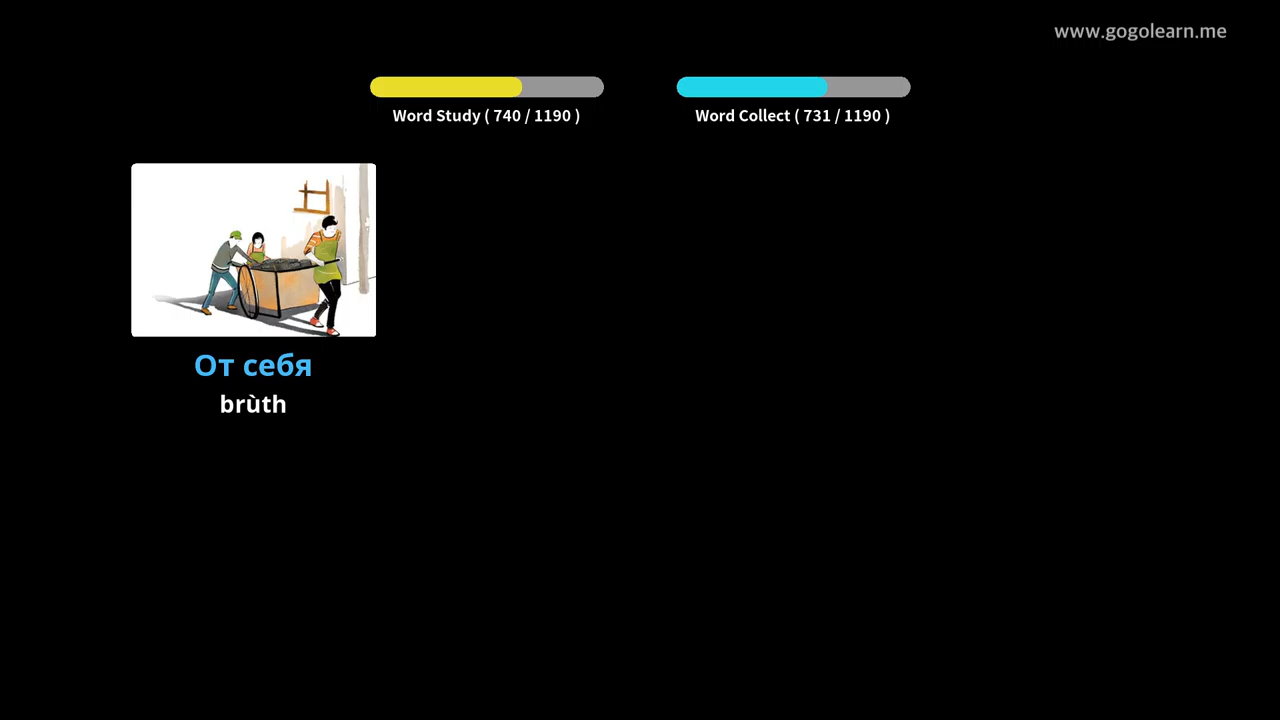 www.gogolearn.me
Word Study ( 740 / 1190 )
Word Collect ( 731 / 1190 )
От себя
brùth